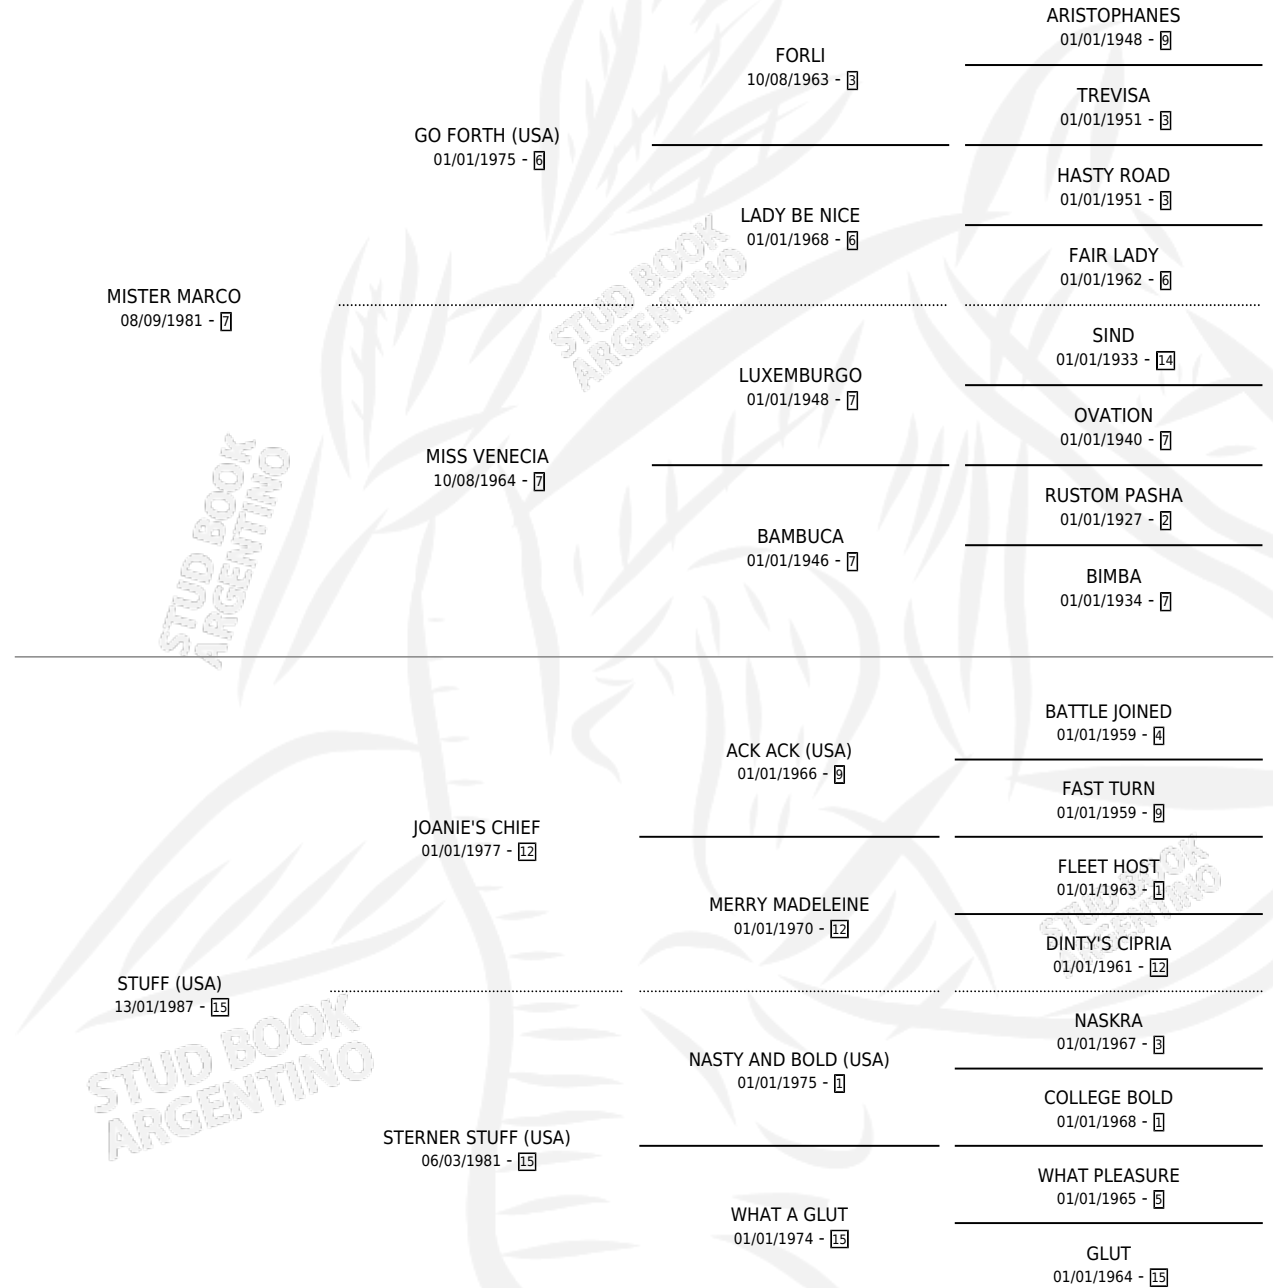 ARISTOPHANES
01/01/1948 - 9
FORLI
10/08/1963 - 3
TREVISA
01/01/1951 - 3
GO FORTH (USA)
01/01/1975 - 6
HASTY ROAD
01/01/1951 - 3
LADY BE NICE
01/01/1968 - 6
FAIR LADY
01/01/1962 - 6
MISTER MARCO
08/09/1981 - 7
STUD BOOK
ARGENTINO
SIND
01/01/1933 - 14
LUXEMBURGO
01/01/1948 - 7
OVATION
01/01/1940 - 7
MISS VENECIA
10/08/1964 - 7
RUSTOM PASHA
01/01/1927 - 2
BAMBUCA
01/01/1946 - 7
BIMBA
01/01/1934 - 7
STUD BOOK
ARGENTINO
BATTLE JOINED
01/01/1959 - 4
ACK ACK (USA)
01/01/1966 - 9
FAST TURN
01/01/1959 - 9
JOANIE'S CHIEF
01/01/1977 - 12
FLEET HOST
01/01/1963 - 1
MERRY MADELEINE
01/01/1970 - 12
STUD BOOK
ARGENTINO
DINTY'S CIPRIA
01/01/1961 - 12
STUFF (USA)
13/01/1987 - 15
NASKRA
01/01/1967 - 3
NASTY AND BOLD (USA)
01/01/1975 - 1
STUD BOOK
ARGENTINO
COLLEGE BOLD
01/01/1968 - 1
STERNER STUFF (USA)
06/03/1981 - 15
WHAT PLEASURE
01/01/1965 - 5
WHAT A GLUT
01/01/1974 - 15
GLUT
01/01/1964 - 15